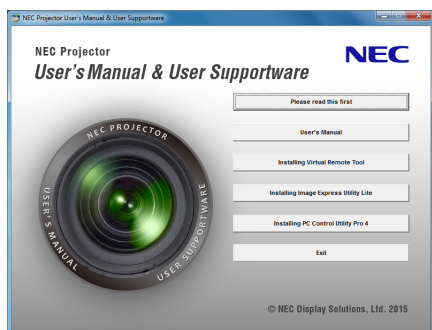 NEC Projector User's Manual & User Supportware
NEC Projector
NEC
User's Manual & User Supportware
Please read this first
User's Manual
Installing Virtual Remote Tool
Installing Image Express Utility Lite
Installing PC Control Utility Pro 4
Exit
NEC PROJECTOR
USER'S MANUAL
USER SUPPORTWARE
© NEC Display Solutions, Ltd. 2015